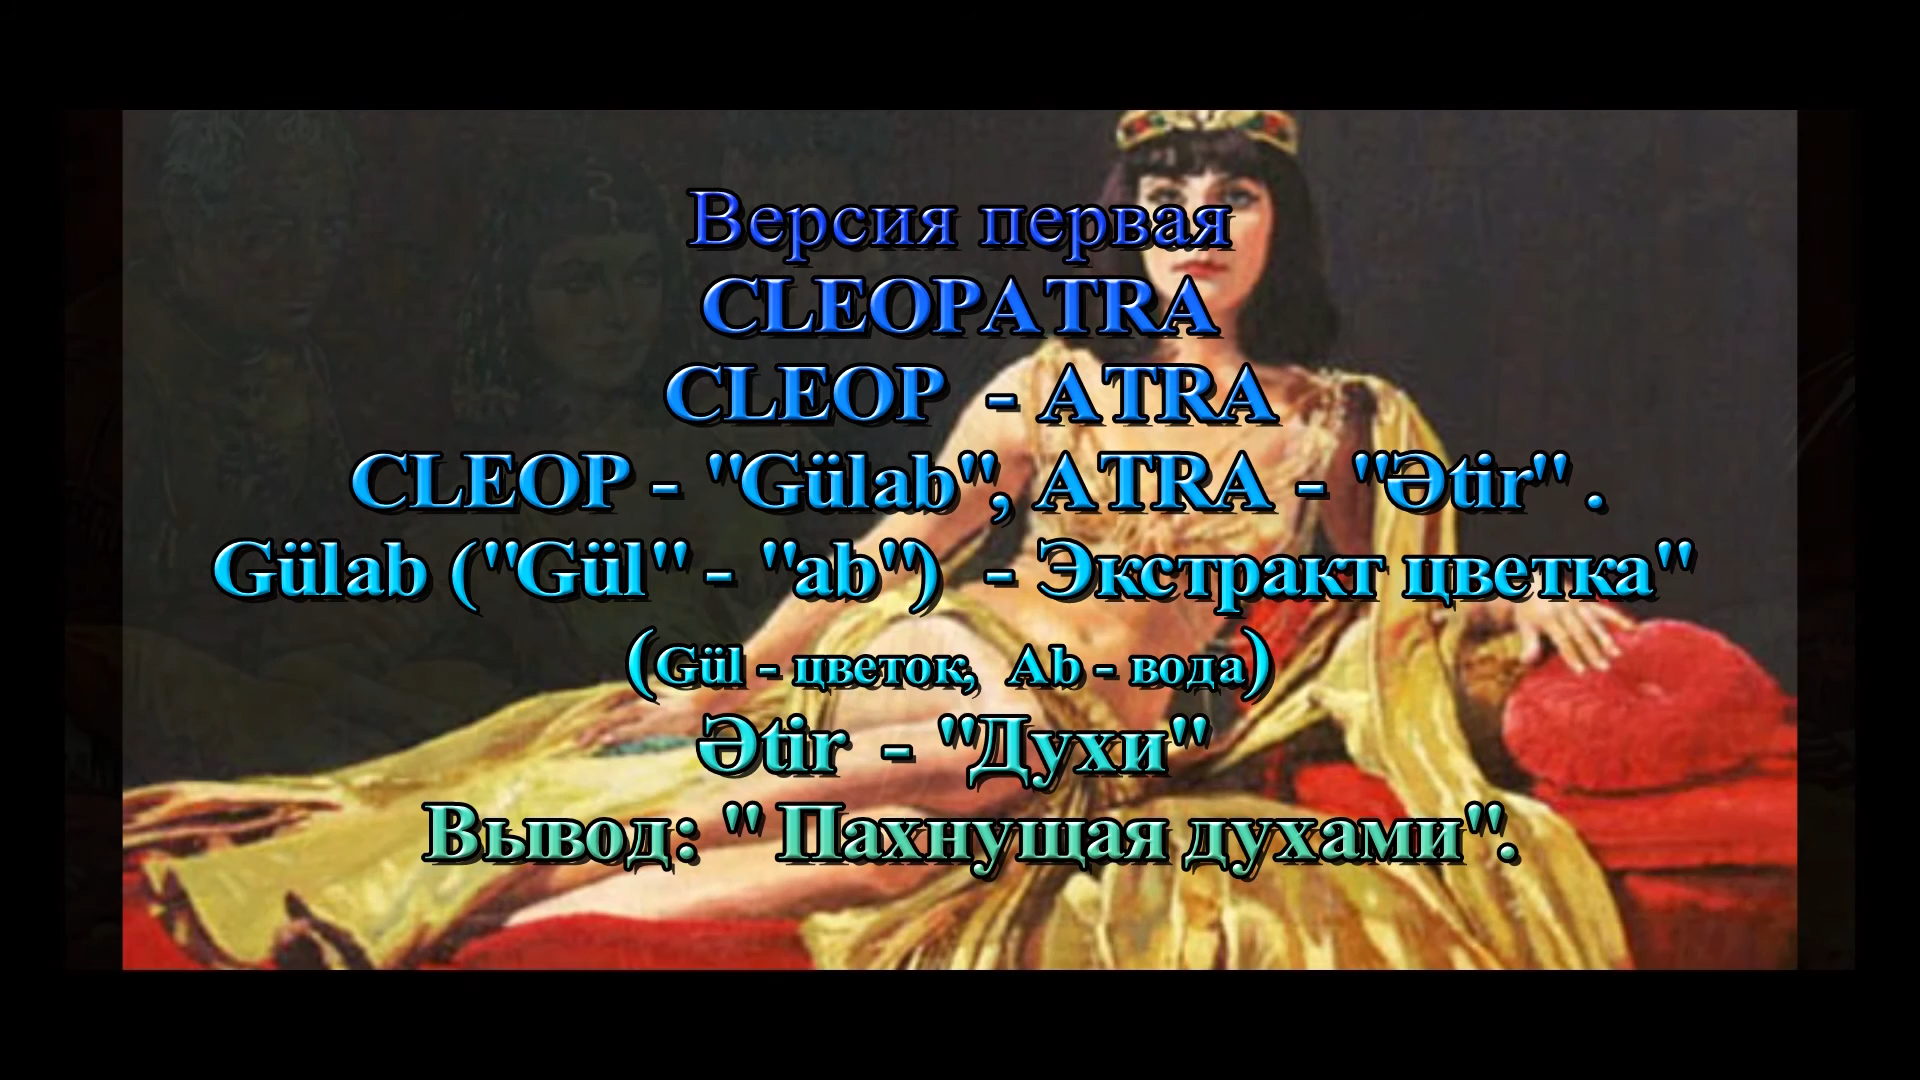 Версия первая
CLEOPATRA
CLEOP - ATRA
CLEOP - "Gülab", ATRA - "Ətir" .
Gülab ("Gül" - "ab") - Экстракт цветка"
(Gül - цветок, Ab - вода)
Ətir - "Духи"
Вывод: " Пахнущая духами".